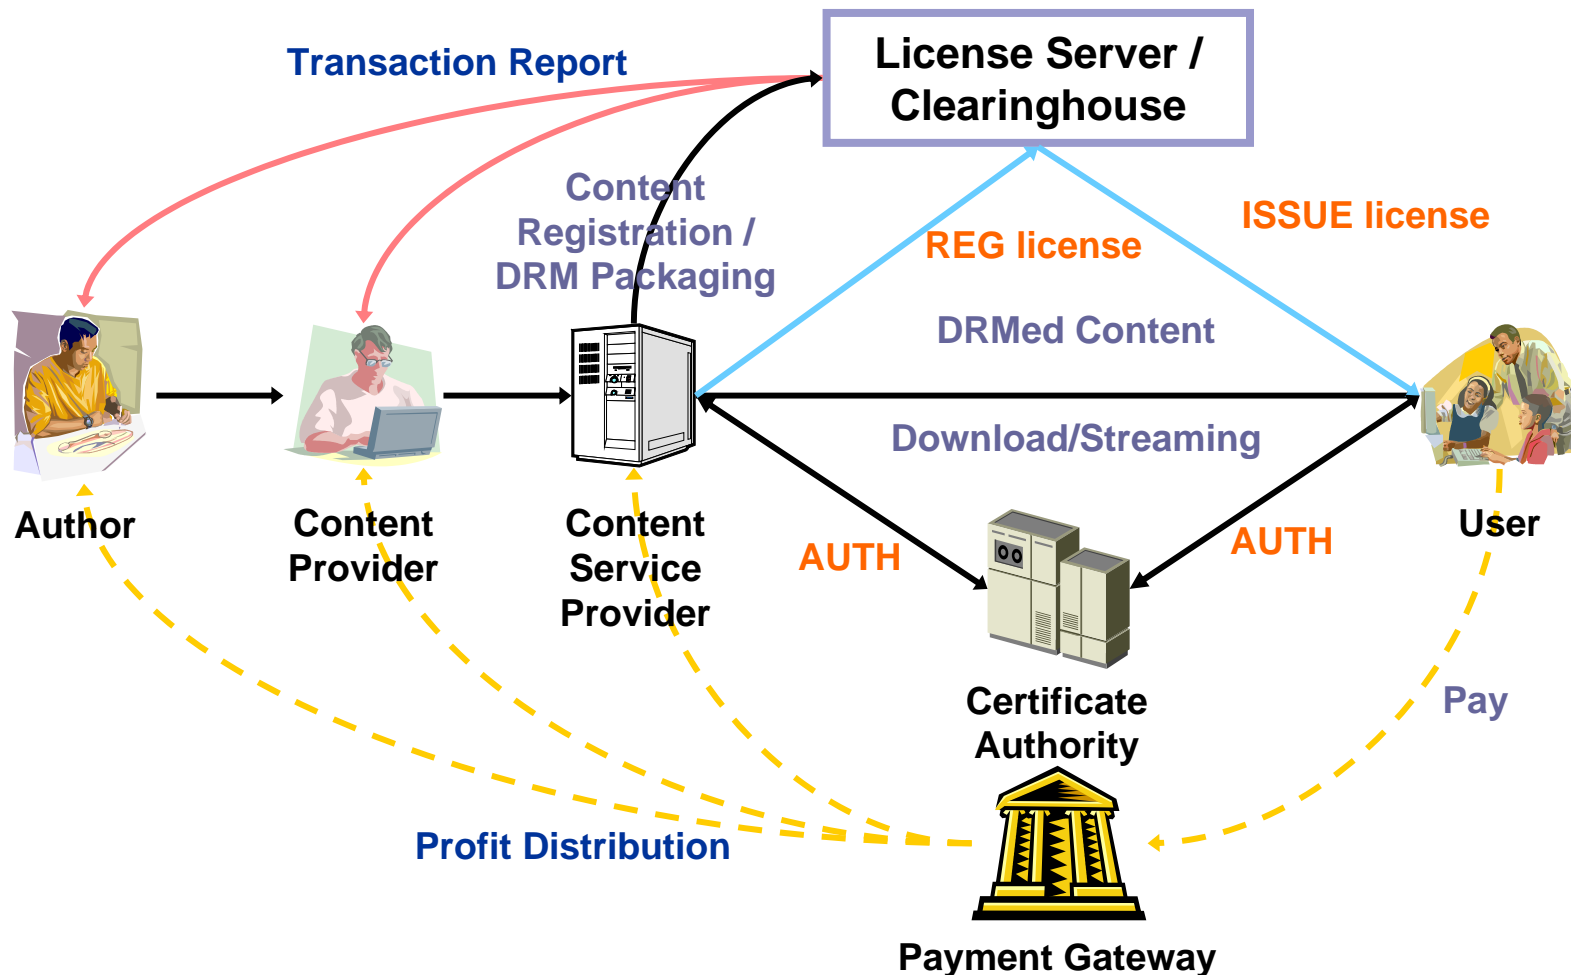 Transaction Report
License Server /
Clearinghouse
Content
Registration /
DRM Packaging
REG license
ISSUE license
DRMed Content
Download/Streaming
Author
Content
Provider
Content
Service
Provider
AUTH
AUTH
User
Certificate
Authority
Pay
Profit Distribution
Payment Gateway